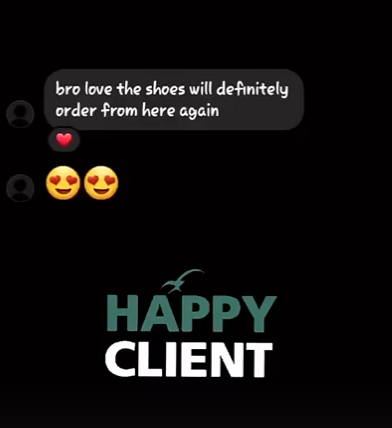 bro love the shoes will definitely
order from here again
❤️
😍😍
HAPPY
CLIENT